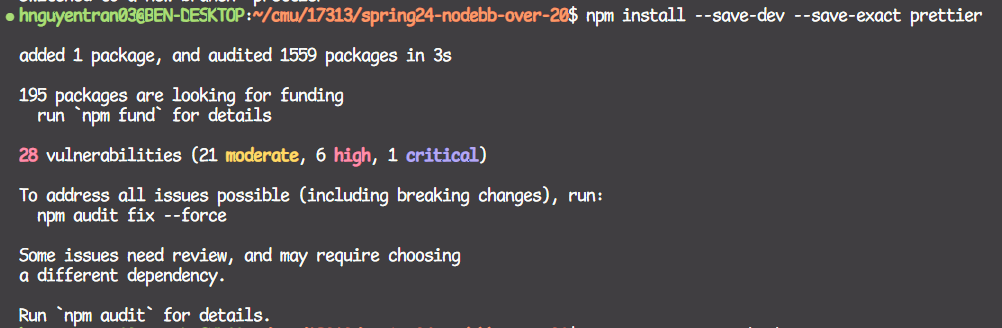 hnguyentran03@BEN-DESKTOP:~/cmu/17313/spring24-nodebb-over-20$ npm install --save-dev --save-exact prettier
added 1 package, and audited 1559 packages in 3s
195 packages are looking for funding
run `npm fund` for details
28 vulnerabilities (21 moderate, 6 high, 1 critical)
To address all issues possible (including breaking changes), run:
npm audit fix --force
Some issues need review, and may require choosing
a different dependency.
Run `npm audit` for details.